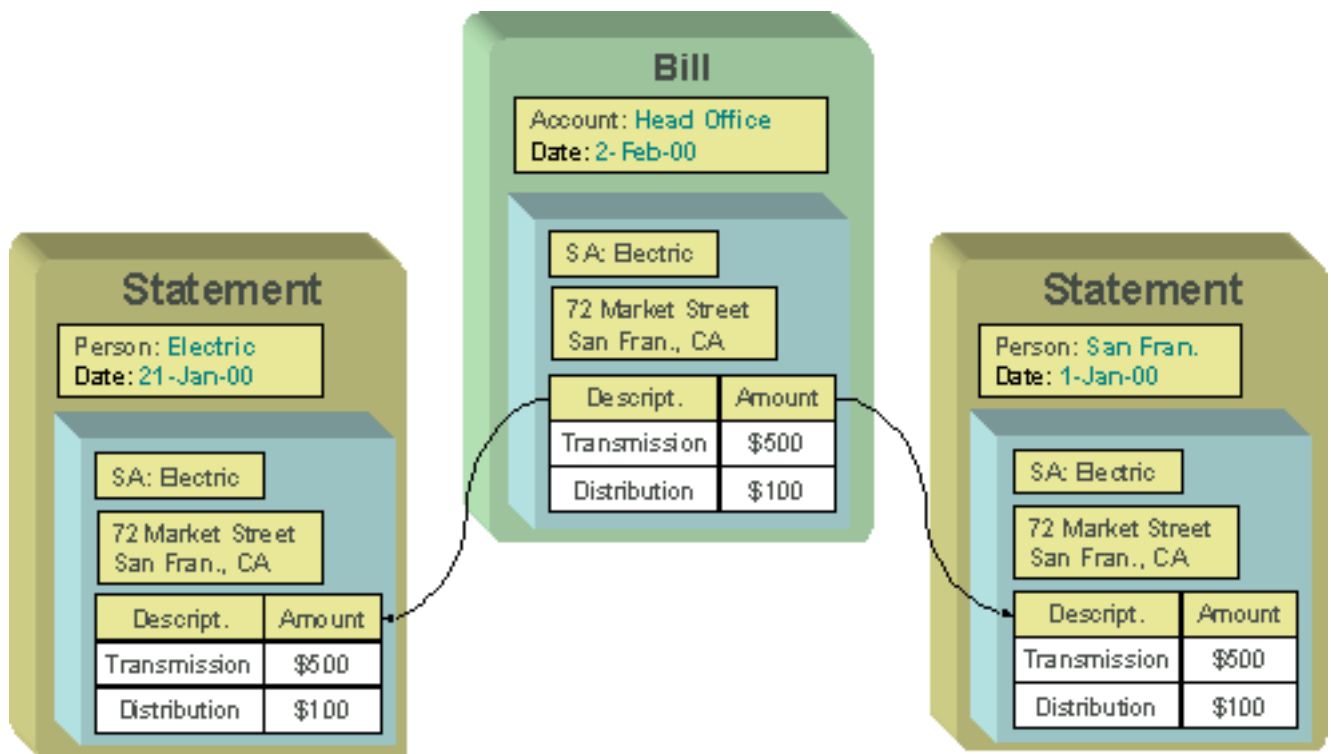 Bill
Account: Head Office
Date: 2-Feb-00
SA: Electric
72 Market Street
San Fran., CA
Descript. Amount
Transmission $500
Distribution $100
Statement
Person: Electric
Date: 21-Jan-00
SA: Electric
72 Market Street
San Fran., CA
Descript. Amount
Transmission $500
Distribution $100
Statement
Person: San Fran.
Date: 1-Jan-00
SA: Electric
72 Market Street
San Fran., CA
Descript. Amount
Transmission $500
Distribution $100